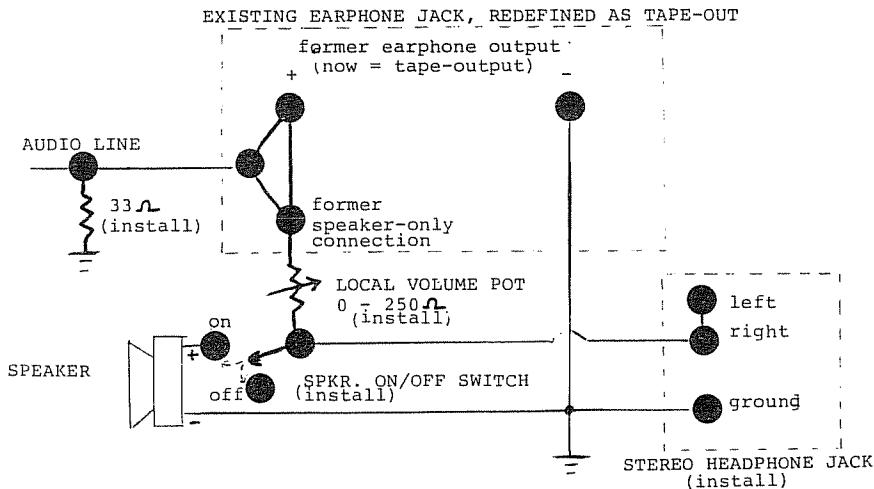 EXISTING EARPHONE JACK, REDEFINED AS TAPE-OUT
former earphone output
(now = tape-output)
+ -
AUDIO LINE
33Ω
(install)
former
speaker-only
connection
LOCAL VOLUME POT
0 - 250Ω
(install)
left
right
on
+
SPEAKER
off
SPKR. ON/OFF SWITCH
(install)
-
ground
STEREO HEADPHONE JACK
(install)